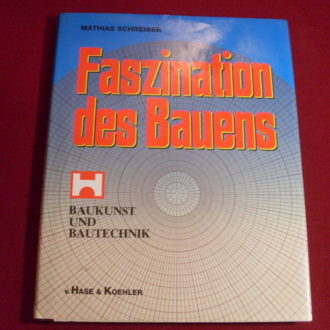 MATHIAS SCHREIBER
Faszination
des Bauens
BAUKUNST
UND
BAUTECHNIK
v. HASE & KOEHLER